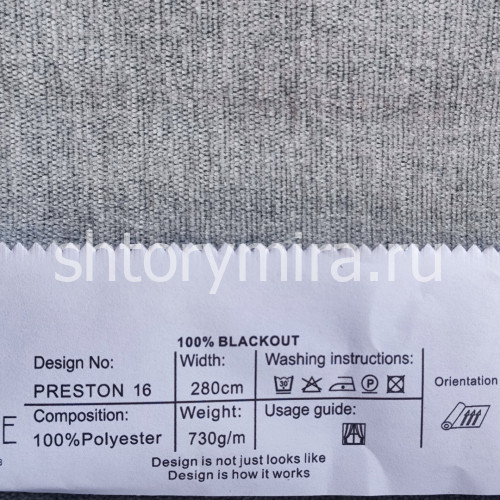 shtorymira.ru
100% BLACKOUT
Design No: Width: Washing instructions:
PRESTON 16 280cm 30 P
Orientation
Composition: Weight: Usage guide:
E
100%Polyester 730g/m
Design is not just looks like
Design is how it works